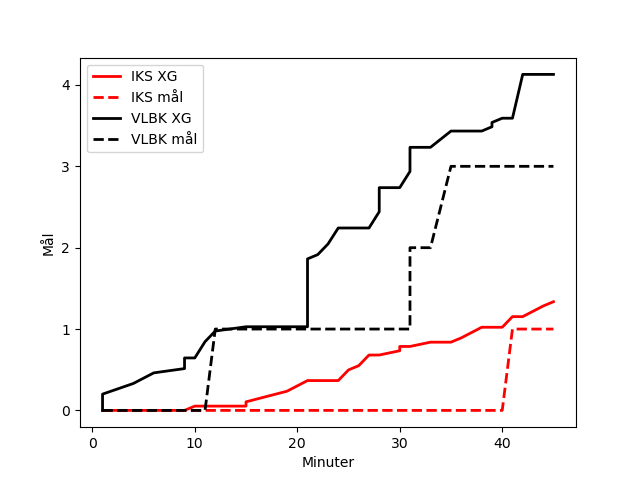 IKS XG
IKS mål
VLBK XG
VLBK mål
Mål
4
3
2
1
0
0 10 20 30 40
Minuter